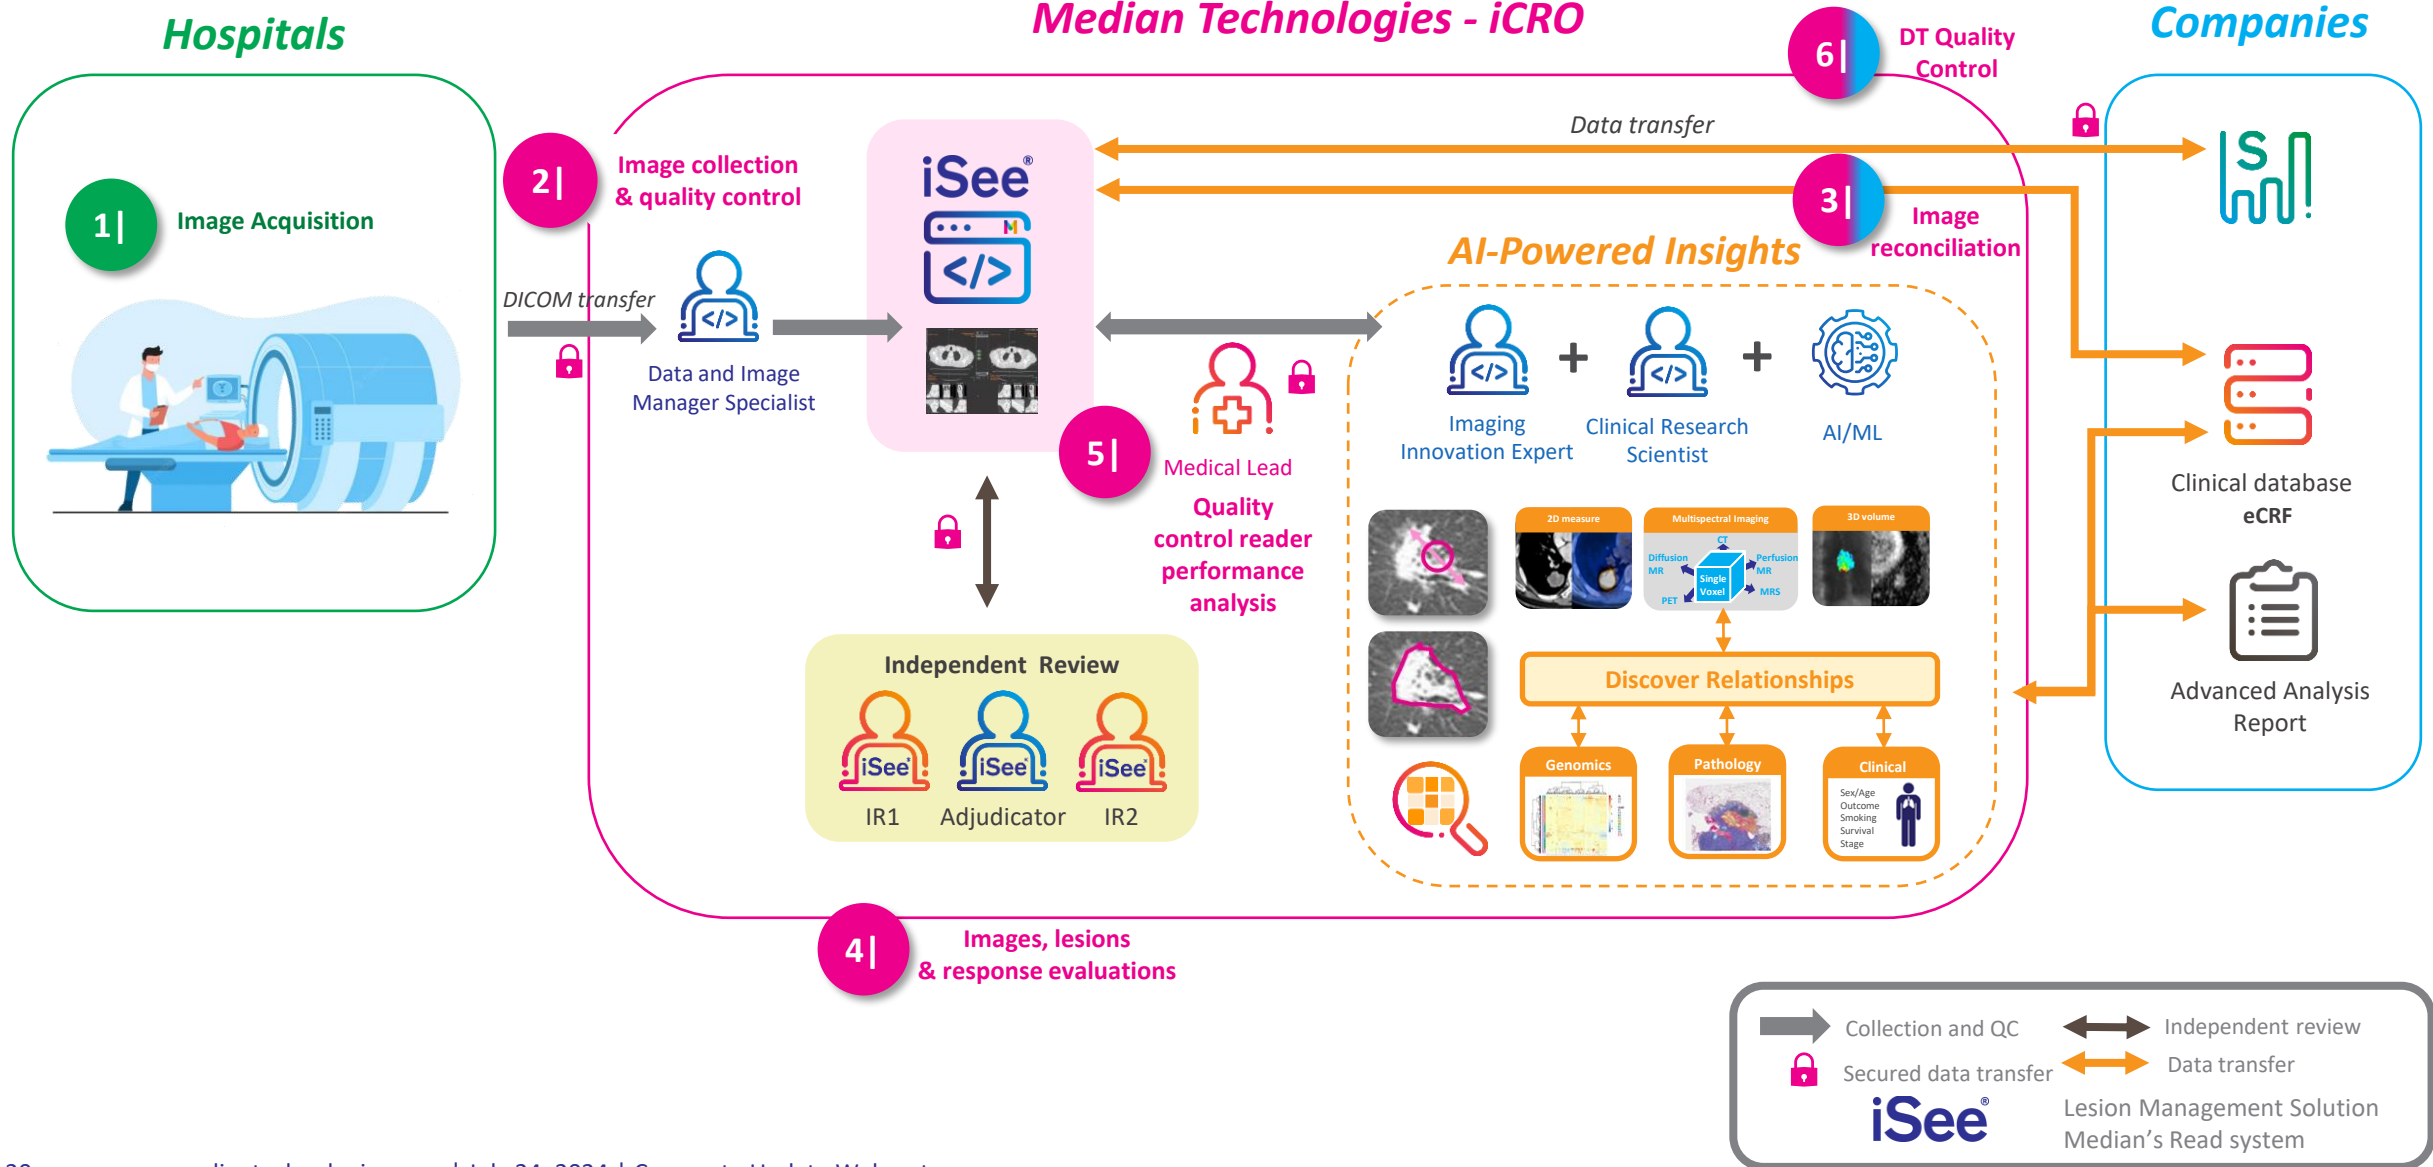 Hospitals
Median Technologies - iCRO
Companies
6|
DT Quality
Control
1|
Image Acquisition
2|
Image collection
& quality control
iSee®
M
</>
Data transfer
3|
Image
reconciliation
AI-Powered Insights
DICOM transfer
</>
Data and Image
Manager Specialist
5|
Medical Lead
Quality
control reader
performance
analysis
</>
+
</>
+
Imaging
Innovation Expert
Clinical Research
Scientist
AI/ML
2D measure
Multispectral Imaging
CT
Diffusion
MR
Perfusion
MR
Single
Voxel
PET
MRS
3D volume
Discover Relationships
Genomics
Pathology
Clinical
Sex/Age
Outcome
Smoking
Survival
Stage
Independent Review
iSee
iSee
iSee
IR1
Adjudicator
IR2
4|
Images, lesions
& response evaluations
S
Clinical database
eCRF
Advanced Analysis
Report
Collection and QC
Independent review
Secured data transfer
Data transfer
iSee®
Lesion Management Solution
Median's Read system